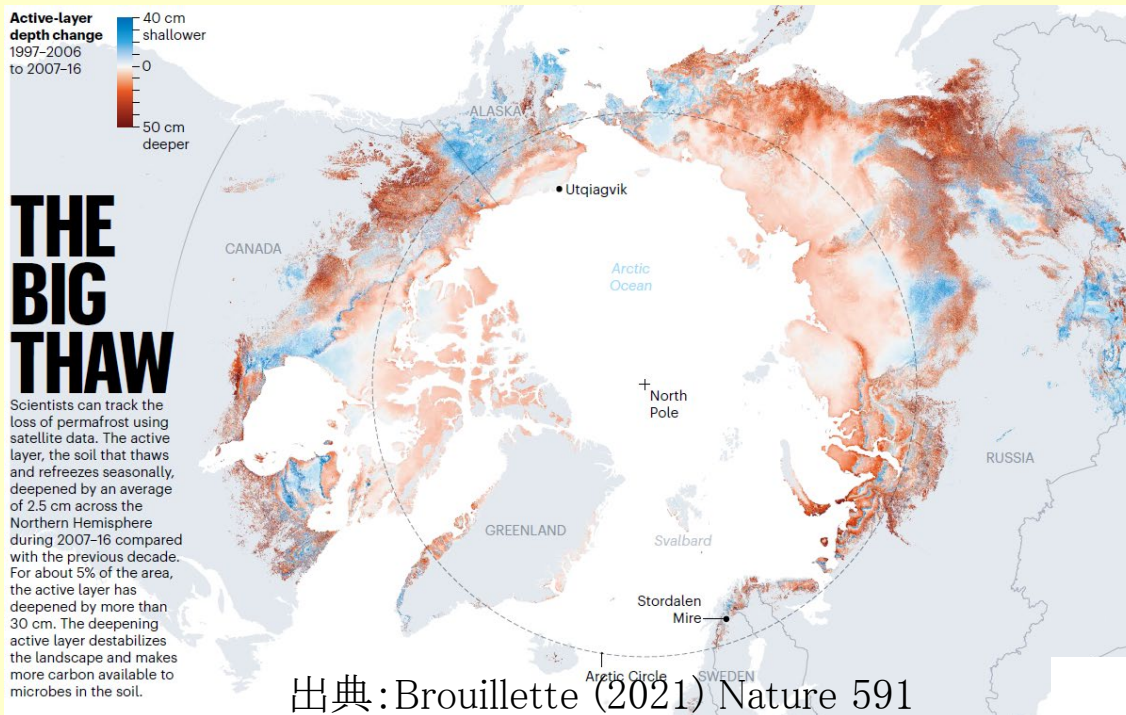 Active-layer
depth change
1997–2006
to 2007–16
40 cm
shallower
0
50 cm
deeper
THE
BIG
THAW
Scientists can track the
loss of permafrost using
satellite data. The active
layer, the soil that thaws
and refreezes seasonally,
deepened by an average
of 2.5 cm across the
Northern Hemisphere
during 2007–16 compared
with the previous decade.
For about 5% of the area,
the active layer has
deepened by more than
30 cm. The deepening
active layer destabilizes
the landscape and makes
more carbon available to
microbes in the soil.
ALASKA
Utqiagvik
CANADA
Arctic
Ocean
North
Pole
RUSSIA
GREENLAND
Svalbard
Stordalen
Mire
Arctic Circle
SWEDEN
出典:Brouillette (2021) Nature 591